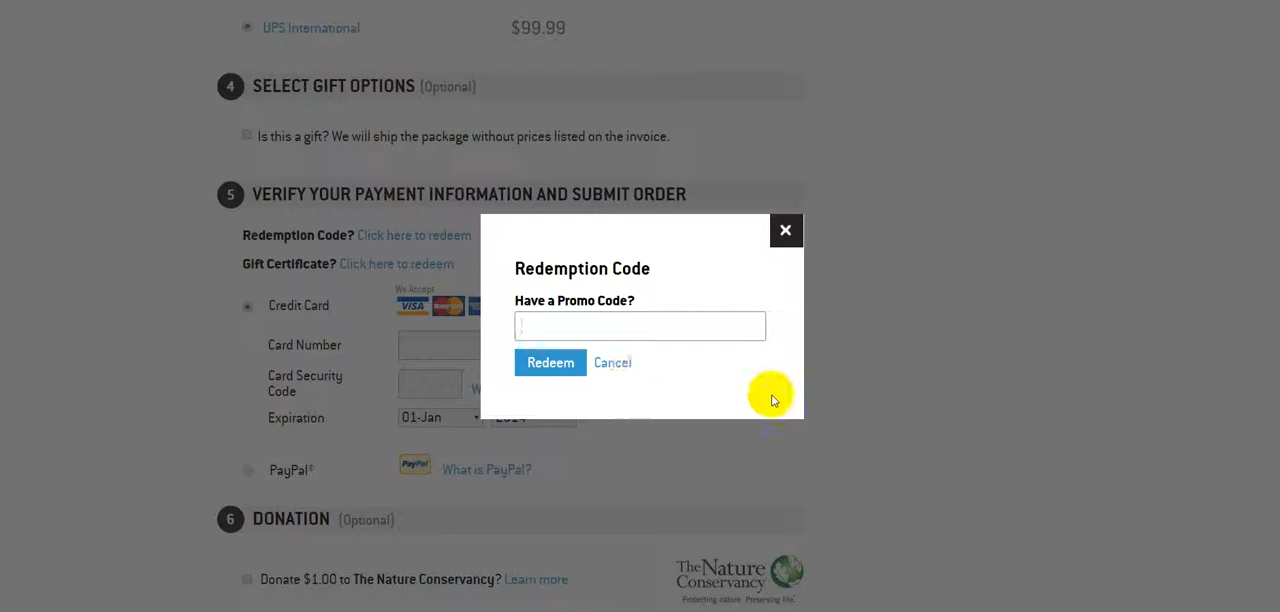 UPS International $99.99
4 SELECT GIFT OPTIONS (Optional)
Is this a gift? We will ship the package without prices listed on the invoice.
5 VERIFY YOUR PAYMENT INFORMATION AND SUBMIT ORDER
Redemption Code? Click here to redeem
Gift Certificate? Click here to redeem
We Accept
Credit Card VISA MasterCard
Card Number
Card Security
Code
Expiration 01-Jan
PayPal® PayPal What is PayPal?
Redemption Code
Have a Promo Code?
Redeem Cancel
6 DONATION (Optional)
Donate $1.00 to The Nature Conservancy? Learn more
The Nature
Conservancy
Protecting nature. Preserving life.